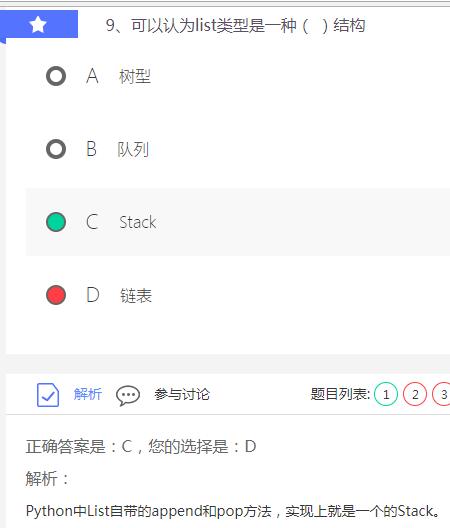 9、可以认为list类型是一种（ ）结构
A 树型
B 队列
C Stack
D 链表
解析 参与讨论 题目列表: 1 2 3
正确答案是：C，您的选择是：D
解析：
Python中List自带的append和pop方法，实现上就是一个的Stack。